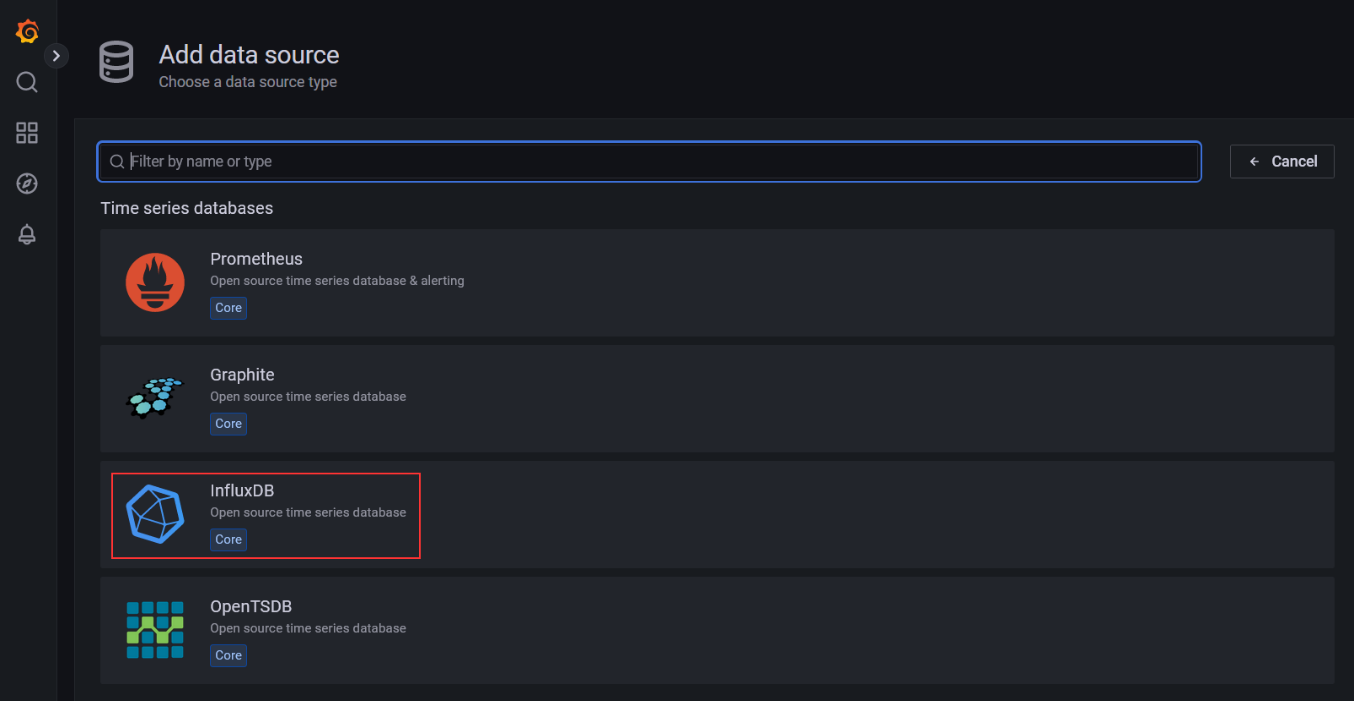 Add data source
Choose a data source type
Filter by name or type
Cancel
Time series databases
Prometheus
Open source time series database & alerting
Core
Graphite
Open source time series database
Core
InfluxDB
Open source time series database
Core
OpenTSDB
Open source time series database
Core